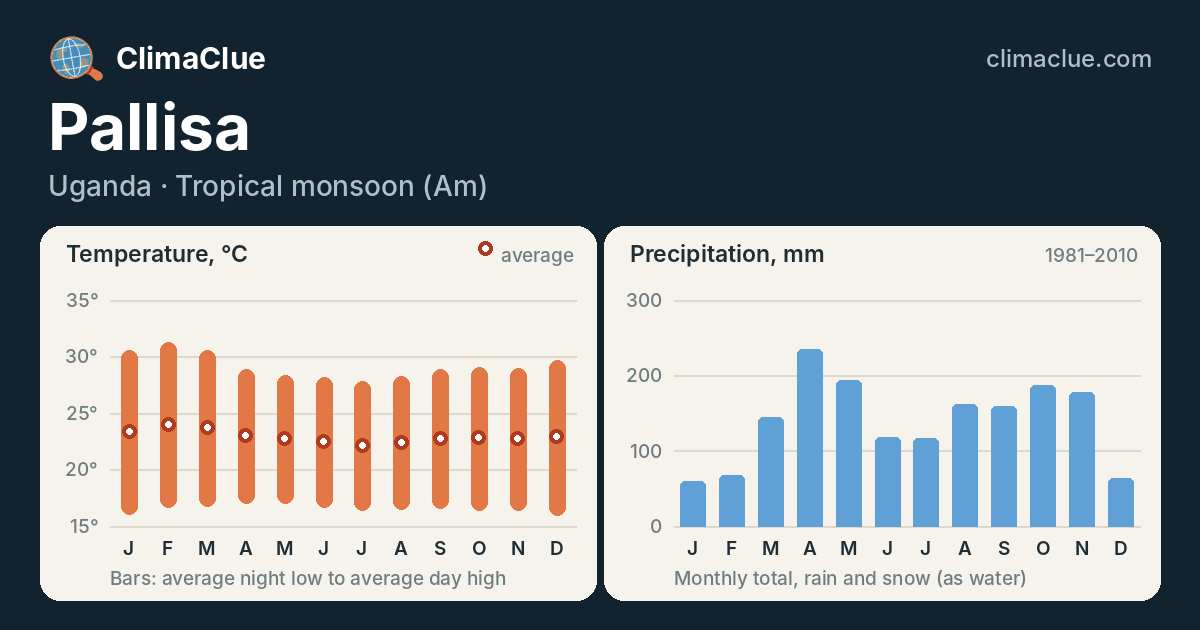 ClimaClue
climaclue.com
Pallisa
Uganda · Tropical monsoon (Am)
Temperature, °C
average
35°
30°
25°
20°
15°
J F M A M J J A S O N D
Bars: average night low to average day high
Precipitation, mm
1981–2010
300
200
100
0
J F M A M J J A S O N D
Monthly total, rain and snow (as water)